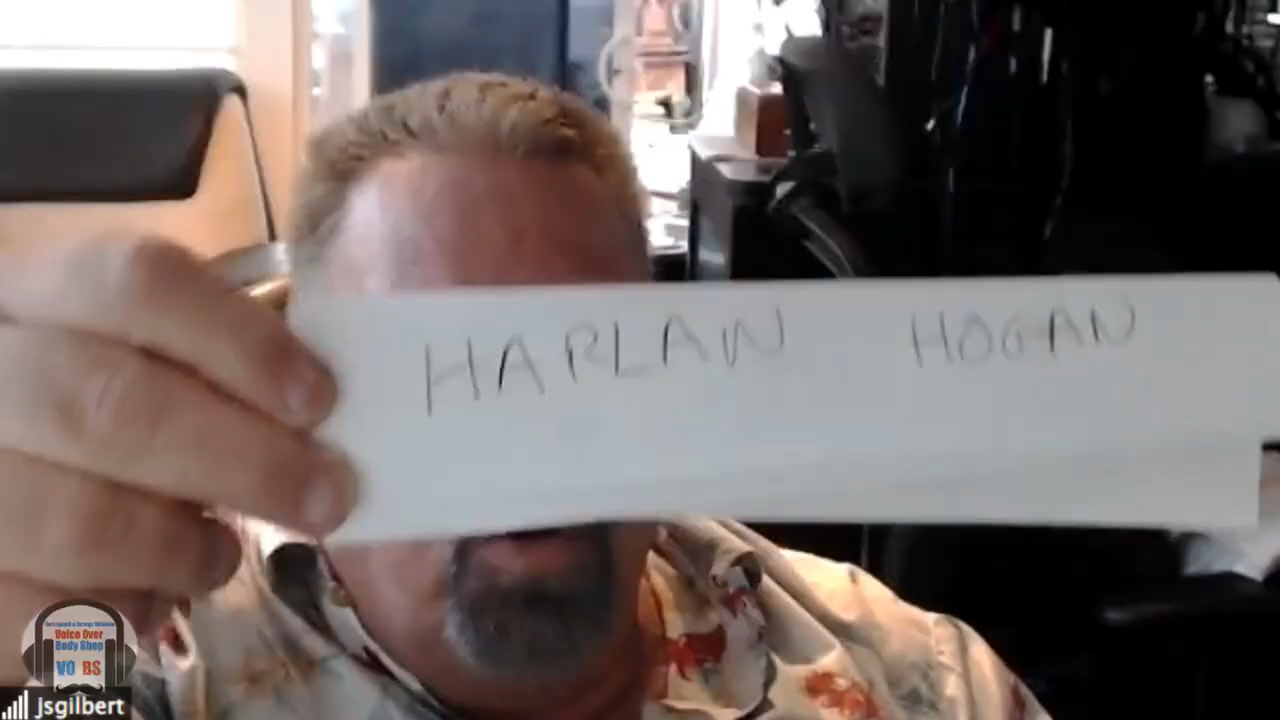 HARLAN HOGAN
Voice Over
Body Shop
VO BS
jsgilbert